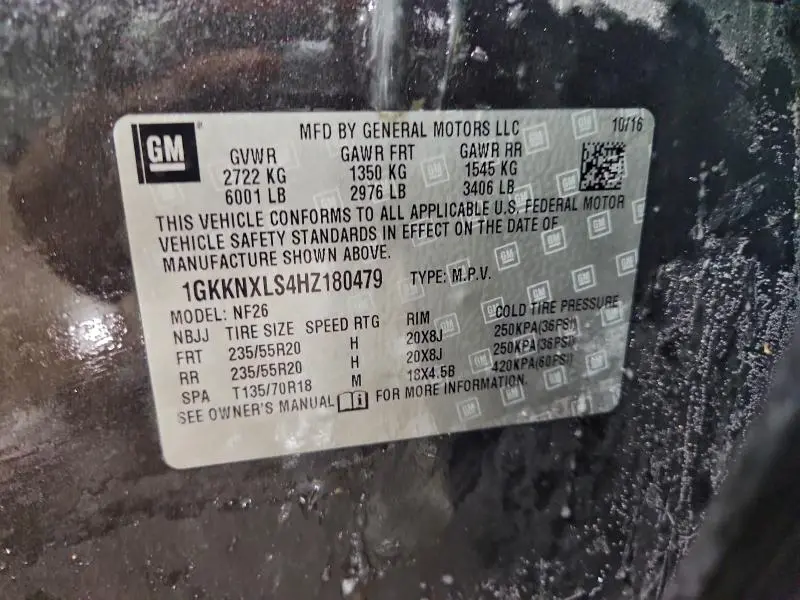 GM
MFD BY GENERAL MOTORS LLC 10/16
GVWR GAWR FRT GAWR RR
2722 KG 1350 KG 1545 KG
6001 LB 2976 LB 3406 LB
THIS VEHICLE CONFORMS TO ALL APPLICABLE U.S. FEDERAL MOTOR
VEHICLE SAFETY STANDARDS IN EFFECT ON THE DATE OF
MANUFACTURE SHOWN ABOVE.
1GKKNXLS4HZ180479 TYPE: M.P.V.
MODEL: NF26
NBJJ TIRE SIZE SPEED RTG RIM COLD TIRE PRESSURE
FRT 235/55R20 H 20X8J 250KPA(36PSI)
RR 235/55R20 H 20X8J 250KPA(36PSI)
SPA T135/70R18 M 18X4.5B 420KPA(60PSI)
SEE OWNER'S MANUAL FOR MORE INFORMATION.